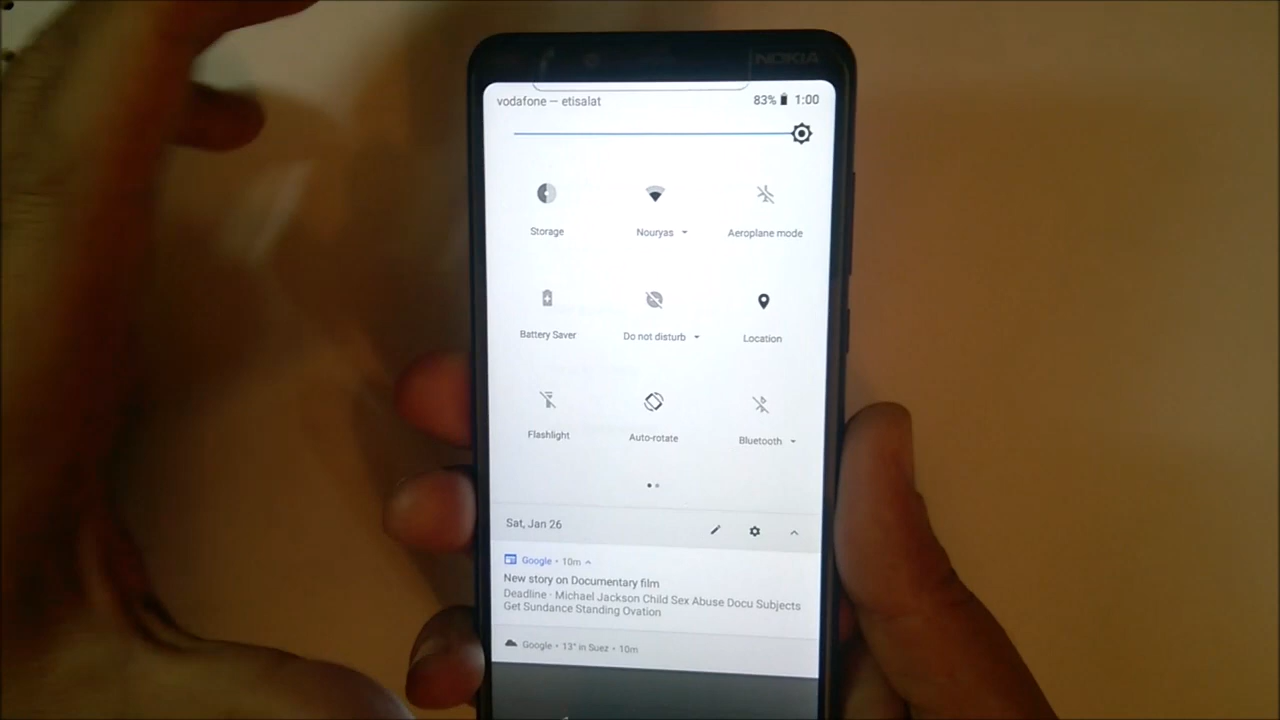 NOKIA
vodafone — etisalat 83% 1:00
Storage Nouryas Aeroplane mode
Battery Saver Do not disturb Location
Flashlight Auto-rotate Bluetooth
Sat, Jan 26
Google • 10m
New story on Documentary film
Deadline · Michael Jackson Child Sex Abuse Docu Subjects
Get Sundance Standing Ovation
Google • 13° in Suez • 10m